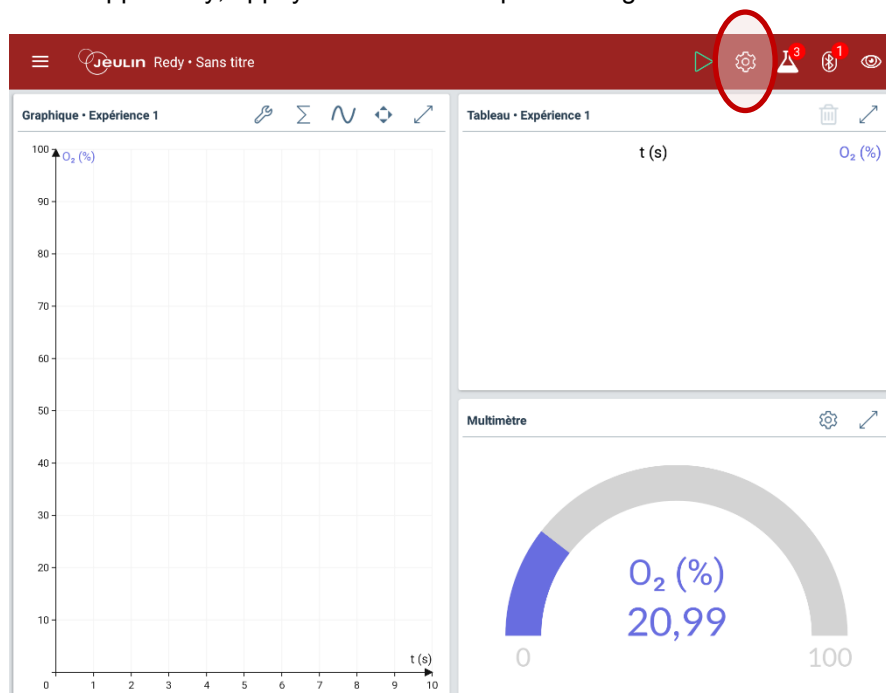 Jeulin Redy • Sans titre
3
1
Graphique • Expérience 1
100
O₂ (%)
90
80
70
60
50
40
30
20
10
t (s)
0 1 2 3 4 5 6 7 8 9 10
Tableau • Expérience 1
t (s) O₂ (%)
Multimètre
O₂ (%)
20,99
0 100